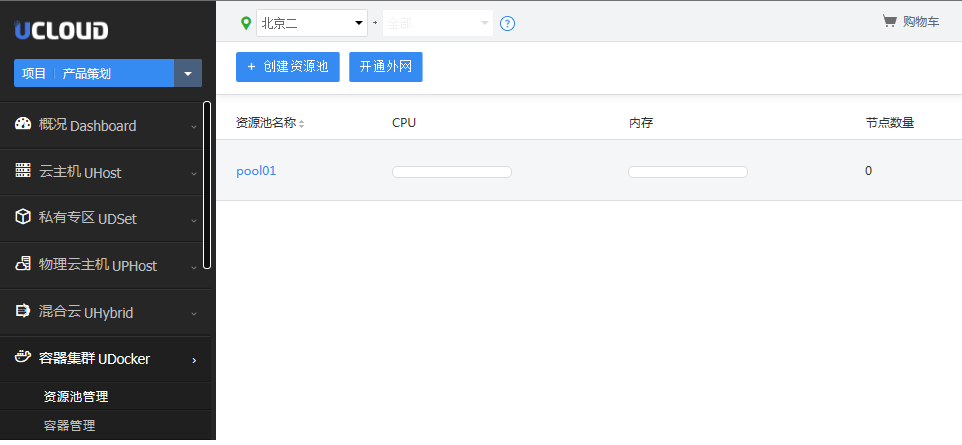 UCLOUD
项目 产品策划
概况 Dashboard
云主机 UHost
私有专区 UDSet
物理云主机 UPHost
混合云 UHybrid
容器集群 UDocker
资源池管理
容器管理
北京二 - 全部 ?
购物车
+ 创建资源池 开通外网
资源池名称 CPU 内存 节点数量
pool01 0